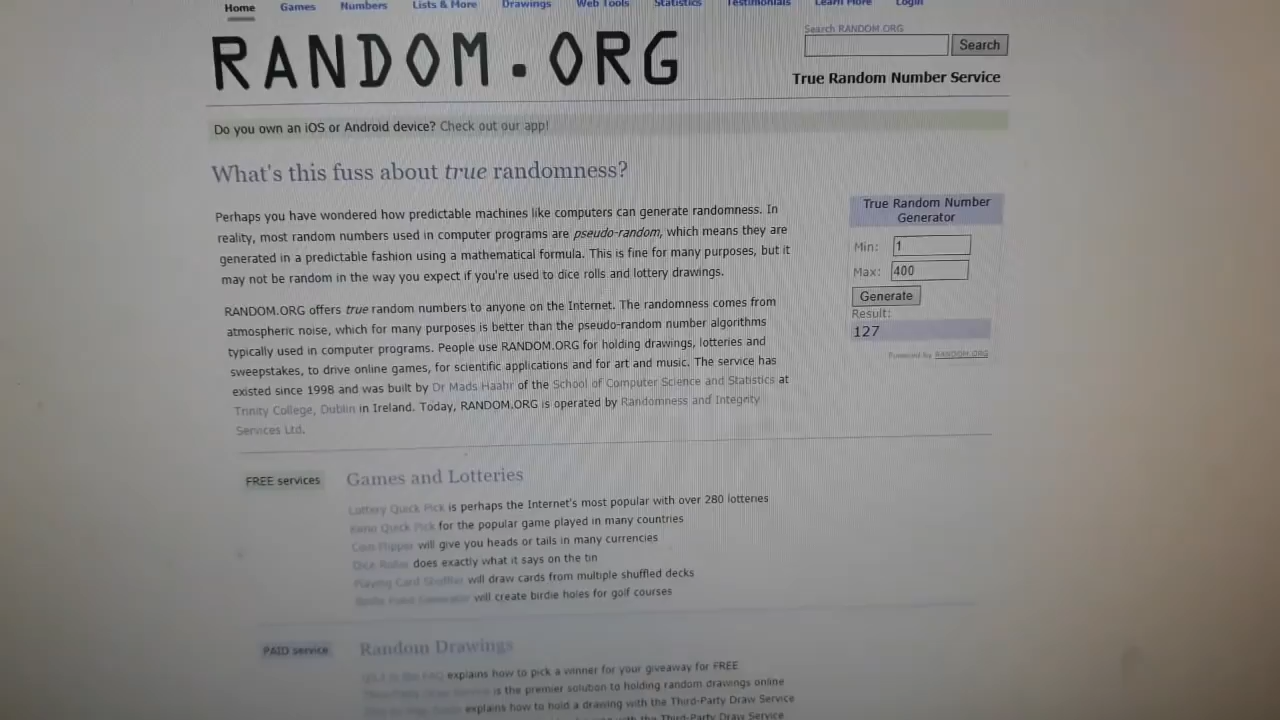 Home Games Numbers Lists & More Drawings Web Tools Statistics Testimonials Learn More Login
RANDOM.ORG
Search RANDOM.ORG
Search
True Random Number Service
Do you own an iOS or Android device? Check out our app!
What's this fuss about true randomness?
Perhaps you have wondered how predictable machines like computers can generate randomness. In
reality, most random numbers used in computer programs are pseudo-random, which means they are
generated in a predictable fashion using a mathematical formula. This is fine for many purposes, but it
may not be random in the way you expect if you're used to dice rolls and lottery drawings.
RANDOM.ORG offers true random numbers to anyone on the Internet. The randomness comes from
atmospheric noise, which for many purposes is better than the pseudo-random number algorithms
typically used in computer programs. People use RANDOM.ORG for holding drawings, lotteries and
sweepstakes, to drive online games, for scientific applications and for art and music. The service has
existed since 1998 and was built by Dr Mads Haahr of the School of Computer Science and Statistics at
Trinity College, Dublin in Ireland. Today, RANDOM.ORG is operated by Randomness and Integrity
Services Ltd.
True Random Number
Generator
Min: 1
Max: 400
Generate
Result:
127
Powered by RANDOM.ORG
FREE services
Games and Lotteries
Lottery Quick Pick is perhaps the Internet's most popular with over 280 lotteries
Keno Quick Pick for the popular game played in many countries
Coin Flipper will give you heads or tails in many currencies
Dice Roller does exactly what it says on the tin
Playing Card Shuffler will draw cards from multiple shuffled decks
Birdie Fund Generator will create birdie holes for golf courses
PAID service
Random Drawings
explains how to pick a winner for your giveaway for FREE
is the premier solution to holding random drawings online
explains how to hold a drawing with the Third-Party Draw Service
with the Third-Party Draw Service